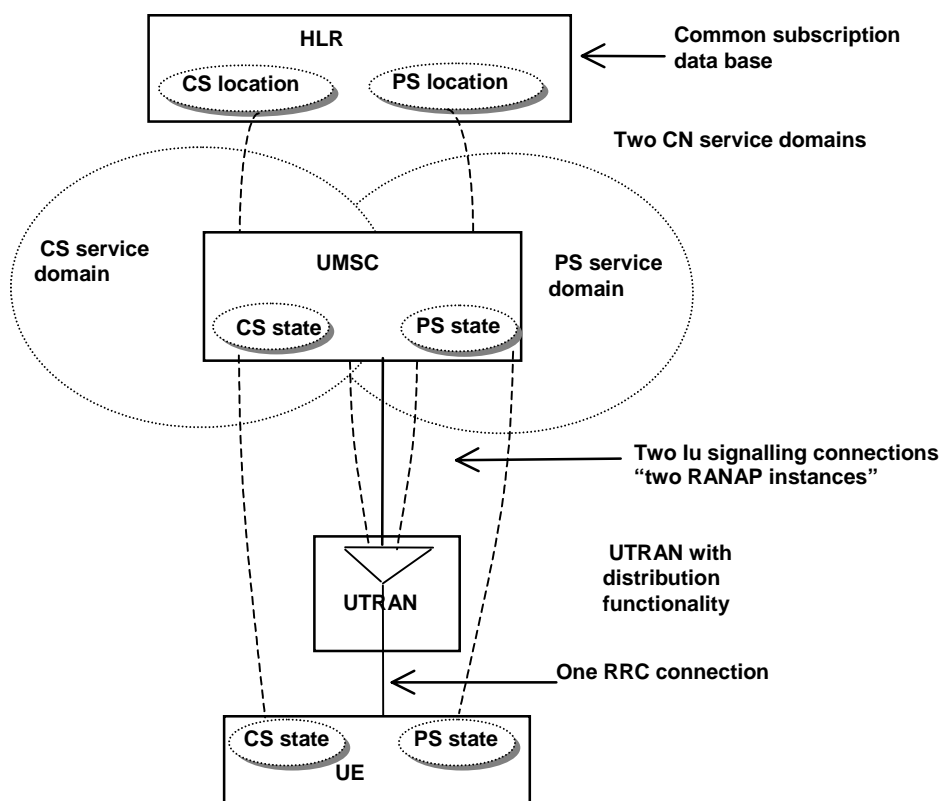 HLR
Common subscription
data base
CS location
PS location
Two CN service domains
CS service
domain
UMSC
PS service
domain
CS state
PS state
Two Iu signalling connections
“two RANAP instances”
UTRAN with
distribution
functionality
UTRAN
One RRC connection
CS state
PS state
UE